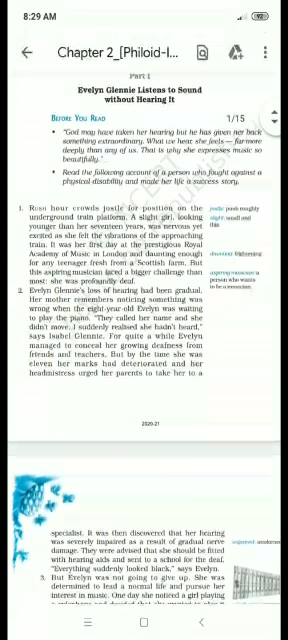 8:29 AM
92
Chapter 2_[Philoid-I...
Part I
Evelyn Glennie Listens to Sound
without Hearing It
BEFORE YOU READ
1/15
• "God may have taken her hearing but he has given her back
something extraordinary. What we hear, she feels — far more
deeply than any of us. That is why she expresses music so
beautifully."
• Read the following account of a person who fought against a
physical disability and made her life a success story.
1. RUSH hour crowds jostle for position on the
underground train platform. A slight girl, looking
younger than her seventeen years, was nervous yet
excited as she felt the vibrations of the approaching
train. It was her first day at the prestigious Royal
Academy of Music in London and daunting enough
for any teenager fresh from a Scottish farm. But
this aspiring musician faced a bigger challenge than
most: she was profoundly deaf.
jostle: push roughly
slight: small and
thin
daunting: frightening
aspiring musician: a
person who wants
to be a musician
2. Evelyn Glennie's loss of hearing had been gradual.
Her mother remembers noticing something was
wrong when the eight-year-old Evelyn was waiting
to play the piano. "They called her name and she
didn't move. I suddenly realised she hadn't heard,"
says Isabel Glennie. For quite a while Evelyn
managed to conceal her growing deafness from
friends and teachers. But by the time she was
eleven her marks had deteriorated and her
headmistress urged her parents to take her to a
2020-21
specialist. It was then discovered that her hearing
was severely impaired as a result of gradual nerve
damage. They were advised that she should be fitted
with hearing aids and sent to a school for the deaf.
"Everything suddenly looked black," says Evelyn.
impaired: weakened
3. But Evelyn was not going to give up. She was
determined to lead a normal life and pursue her
interest in music. One day she noticed a girl playing